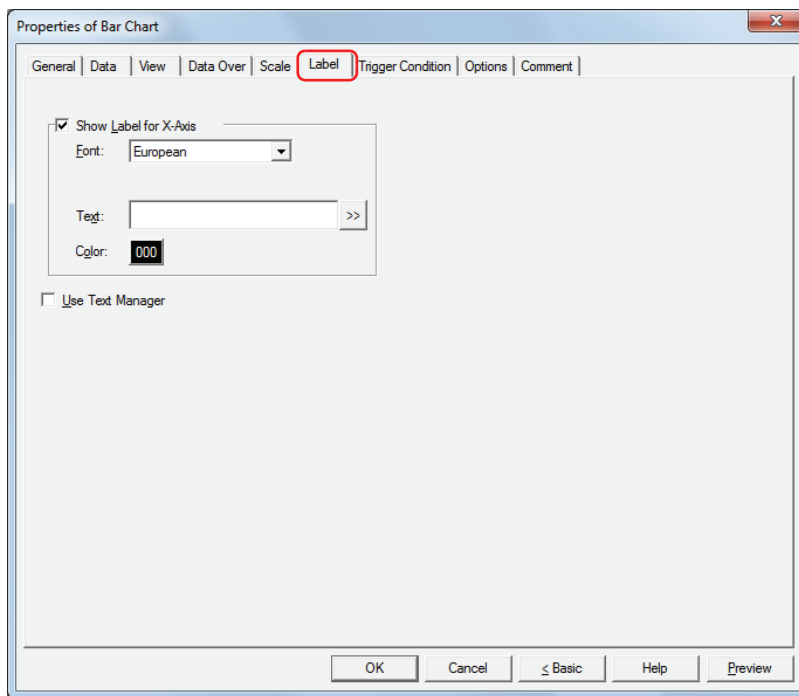 Properties of Bar Chart
x
General Data View Data Over Scale Label Trigger Condition Options Comment
Show Label for X-Axis
Font: European
Text: >>
Color: 000
Use Text Manager
OK Cancel < Basic Help Preview